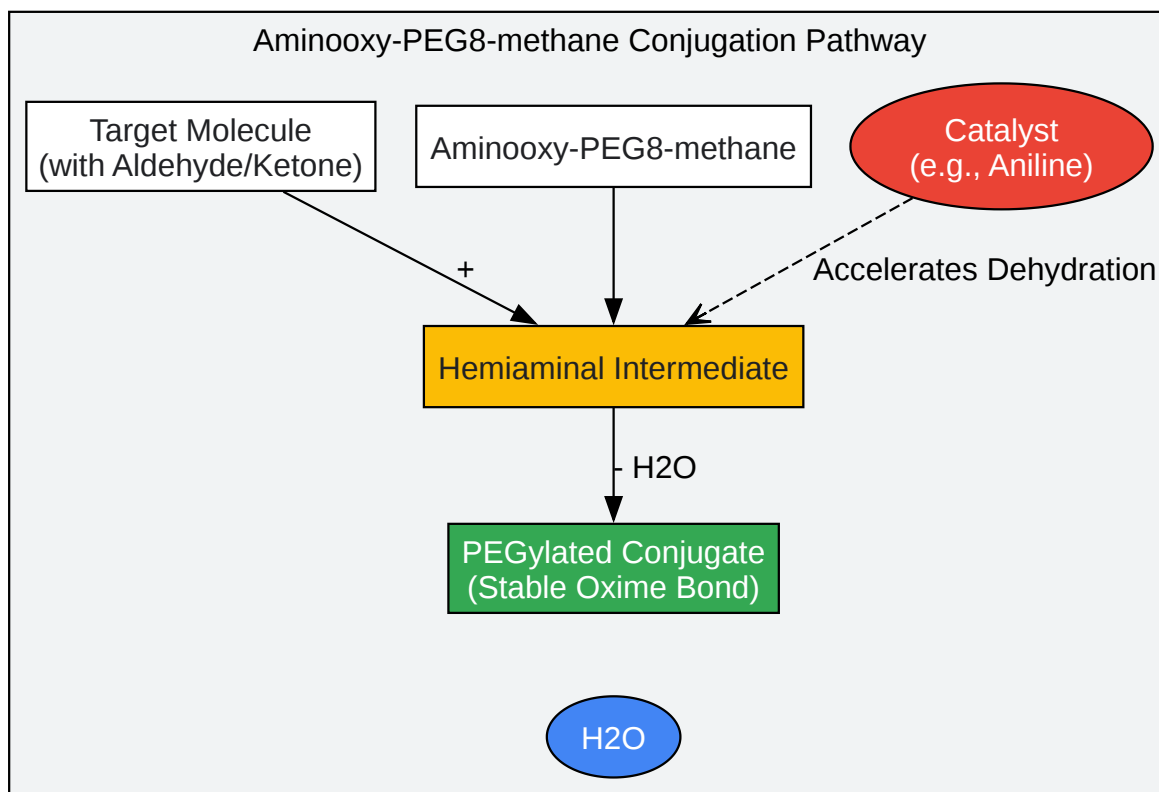 Aminooxy-PEG8-methane Conjugation Pathway
Target Molecule
(with Aldehyde/Ketone)
Aminooxy-PEG8-methane
Catalyst
(e.g., Aniline)
+
Accelerates Dehydration
Hemiaminal Intermediate
- H2O
PEGylated Conjugate
(Stable Oxime Bond)
H2O